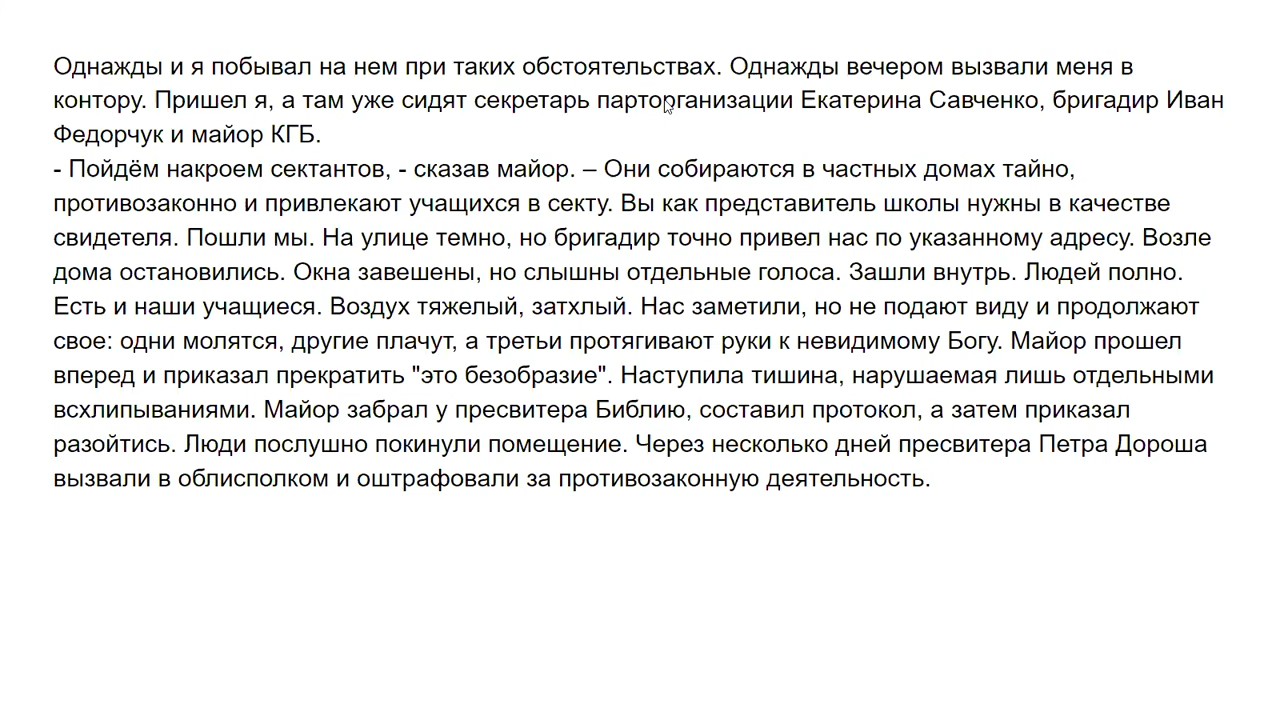 Однажды и я побывал на нем при таких обстоятельствах. Однажды вечером вызвали меня в
контору. Пришел я, а там уже сидят секретарь парторганизации Екатерина Савченко, бригадир Иван
Федорчук и майор КГБ.
- Пойдём накроем сектантов, - сказав майор. – Они собираются в частных домах тайно,
противозаконно и привлекают учащихся в секту. Вы как представитель школы нужны в качестве
свидетеля. Пошли мы. На улице темно, но бригадир точно привел нас по указанному адресу. Возле
дома остановились. Окна завешены, но слышны отдельные голоса. Зашли внутрь. Людей полно.
Есть и наши учащиеся. Воздух тяжелый, затхлый. Нас заметили, но не подают виду и продолжают
свое: одни молятся, другие плачут, а третьи протягивают руки к невидимому Богу. Майор прошел
вперед и приказал прекратить "это безобразие". Наступила тишина, нарушаемая лишь отдельными
всхлипываниями. Майор забрал у пресвитера Библию, составил протокол, а затем приказал
разойтись. Люди послушно покинули помещение. Через несколько дней пресвитера Петра Дороша
вызвали в облисполком и оштрафовали за противозаконную деятельность.